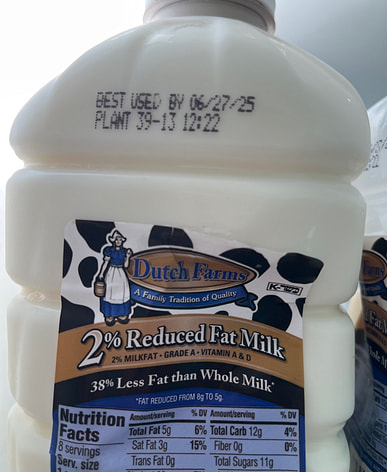 BEST USED BY 06/27/25
PLANT 39-13 12:22
Dutch Farms
A Family Tradition of Quality
2% Reduced Fat Milk
2% MILKFAT · GRADE A · VITAMIN A & D
38% Less Fat than Whole Milk*
*FAT REDUCED FROM 8g TO 5g.
Nutrition Facts
8 servings
Serv. size
Amount/serving % DV
Total Fat 5g 6%
Sat Fat 3g 15%
Trans Fat 0g
Amount/serving % DV
Total Carb 12g 4%
Fiber 0g 0%
Total Sugars 11g